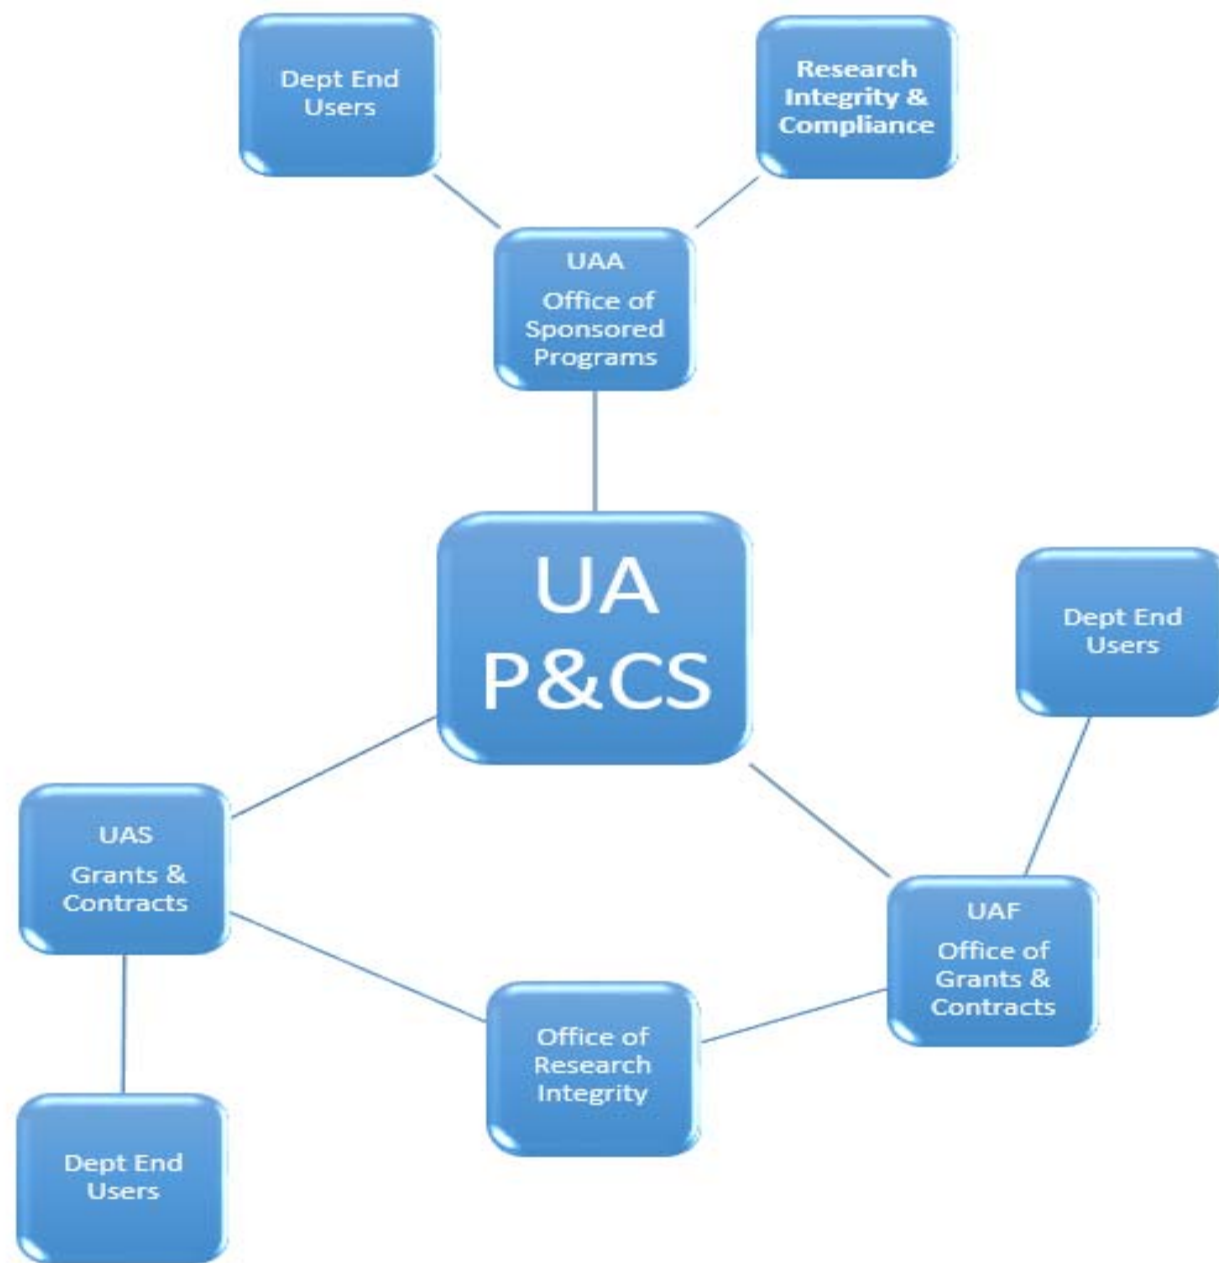 Dept End
Users
Research
Integrity &
Compliance
UAA
Office of
Sponsored
Programs
UA
P&CS
Dept End
Users
UAS
Grants &
Contracts
UAF
Office of
Grants &
Contracts
Office of
Research
Integrity
Dept End
Users